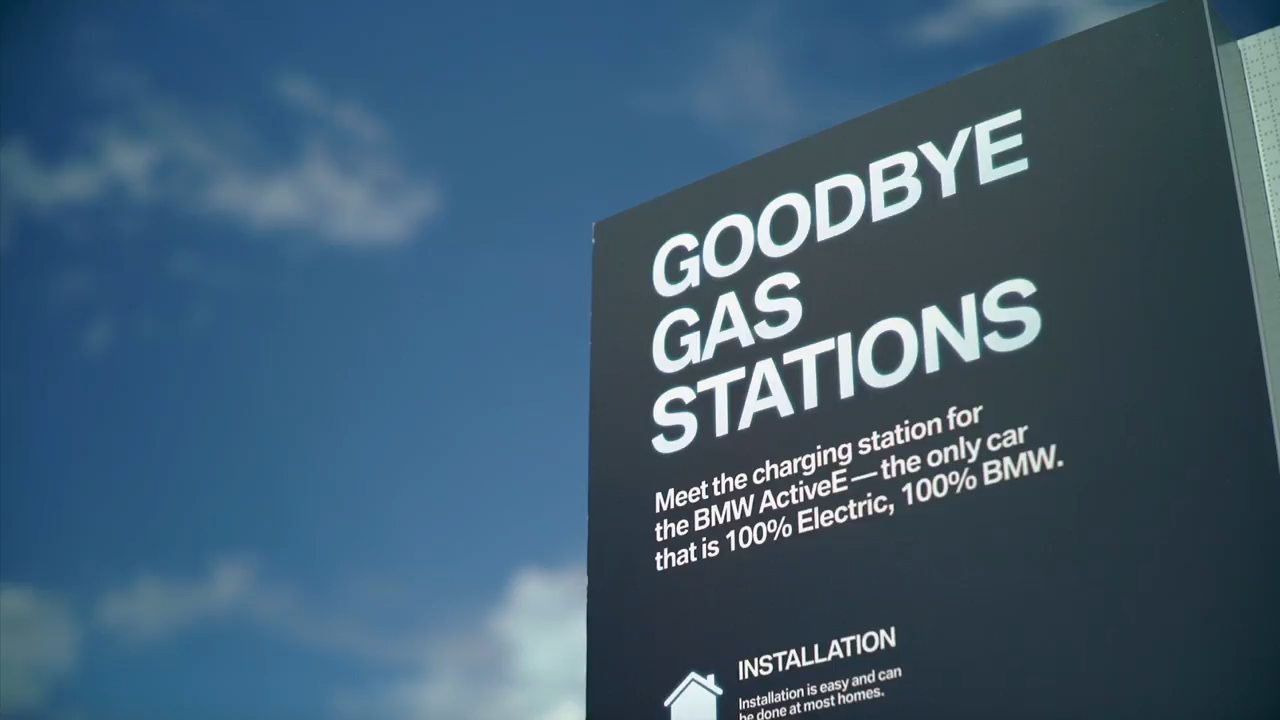 GOODBYE
GAS
STATIONS
Meet the charging station for
the BMW ActiveE — the only car
that is 100% Electric, 100% BMW.
INSTALLATION
Installation is easy and can
be done at most homes.